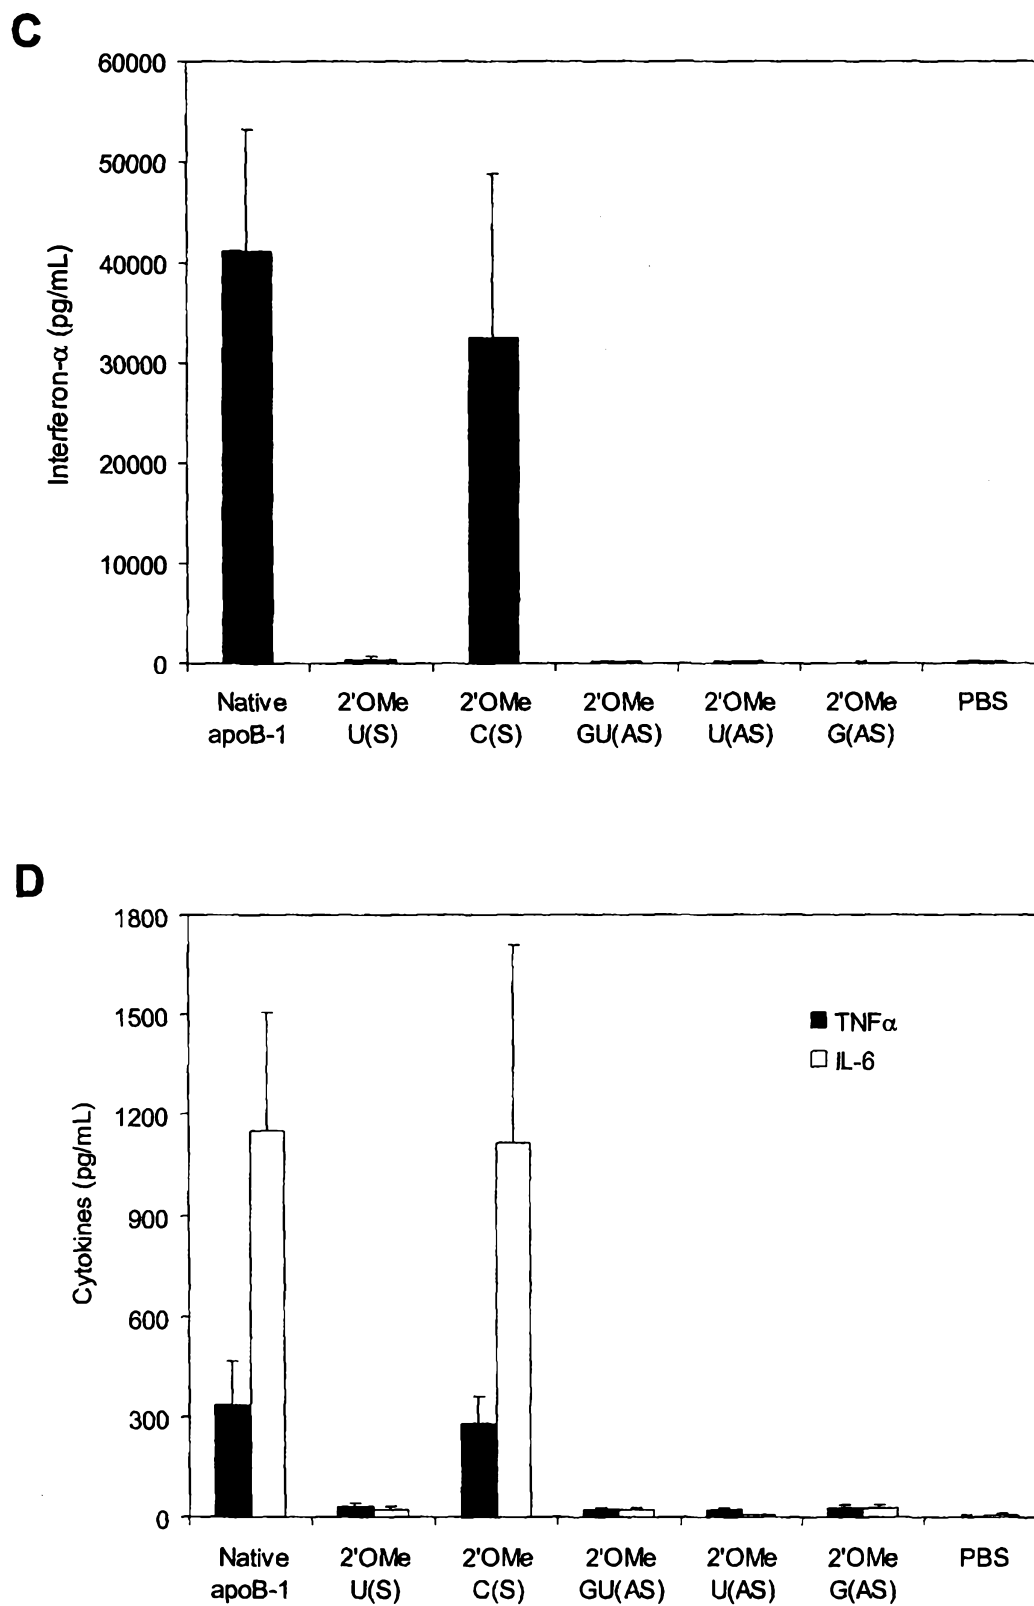 C
60000
50000
40000
30000
20000
10000
0
Interferon-α (pg/mL)
Native 2'OMe 2'OMe 2'OMe 2'OMe 2'OMe PBS
apoB-1 U(S) C(S) GU(AS) U(AS) G(AS)
D
1800
1500
1200
900
600
300
0
Cytokines (pg/mL)
TNFα
IL-6
Native 2'OMe 2'OMe 2'OMe 2'OMe 2'OMe PBS
apoB-1 U(S) C(S) GU(AS) U(AS) G(AS)